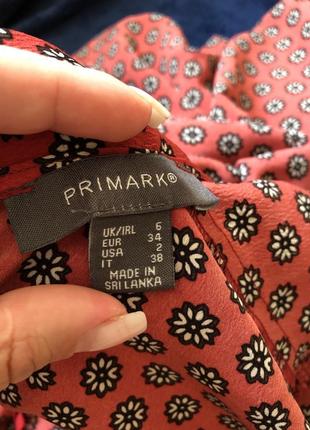 PRIMARK®
UK/IRL 6
EUR 34
USA 2
IT 38
MADE IN
SRI LANKA